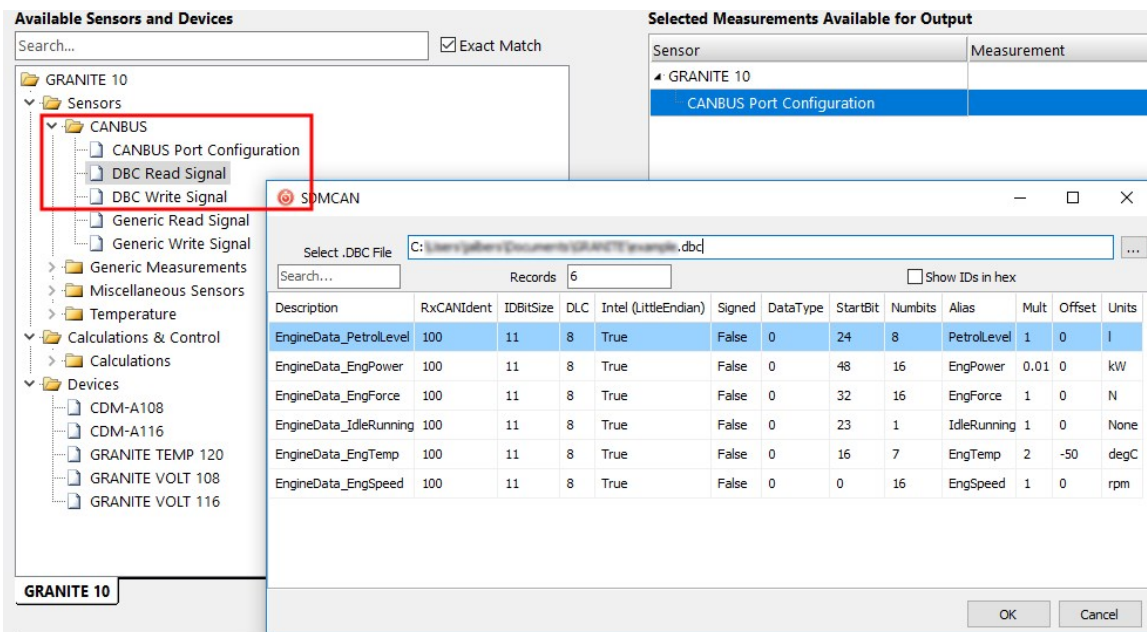 Available Sensors and Devices
Search...
Exact Match
GRANITE 10
Sensors
CANBUS
CANBUS Port Configuration
DBC Read Signal
DBC Write Signal
Generic Read Signal
Generic Write Signal
Generic Measurements
Miscellaneous Sensors
Temperature
Calculations & Control
Calculations
Devices
CDM-A108
CDM-A116
GRANITE TEMP 120
GRANITE VOLT 108
GRANITE VOLT 116
GRANITE 10
Selected Measurements Available for Output
Sensor Measurement
GRANITE 10
CANBUS Port Configuration
SDMCAN
Select .DBC File C: .dbc ...
Search... Records 6 Show IDs in hex
Description RxCANIdent IDBitSize DLC Intel (LittleEndian) Signed DataType StartBit Numbits Alias Mult Offset Units
EngineData_PetrolLevel 100 11 8 True False 0 24 8 PetrolLevel 1 0 l
EngineData_EngPower 100 11 8 True False 0 48 16 EngPower 0.01 0 kW
EngineData_EngForce 100 11 8 True False 0 32 16 EngForce 1 0 N
EngineData_IdleRunning 100 11 8 True False 0 23 1 IdleRunning 1 0 None
EngineData_EngTemp 100 11 8 True False 0 16 7 EngTemp 2 -50 degC
EngineData_EngSpeed 100 11 8 True False 0 0 16 EngSpeed 1 0 rpm
OK Cancel